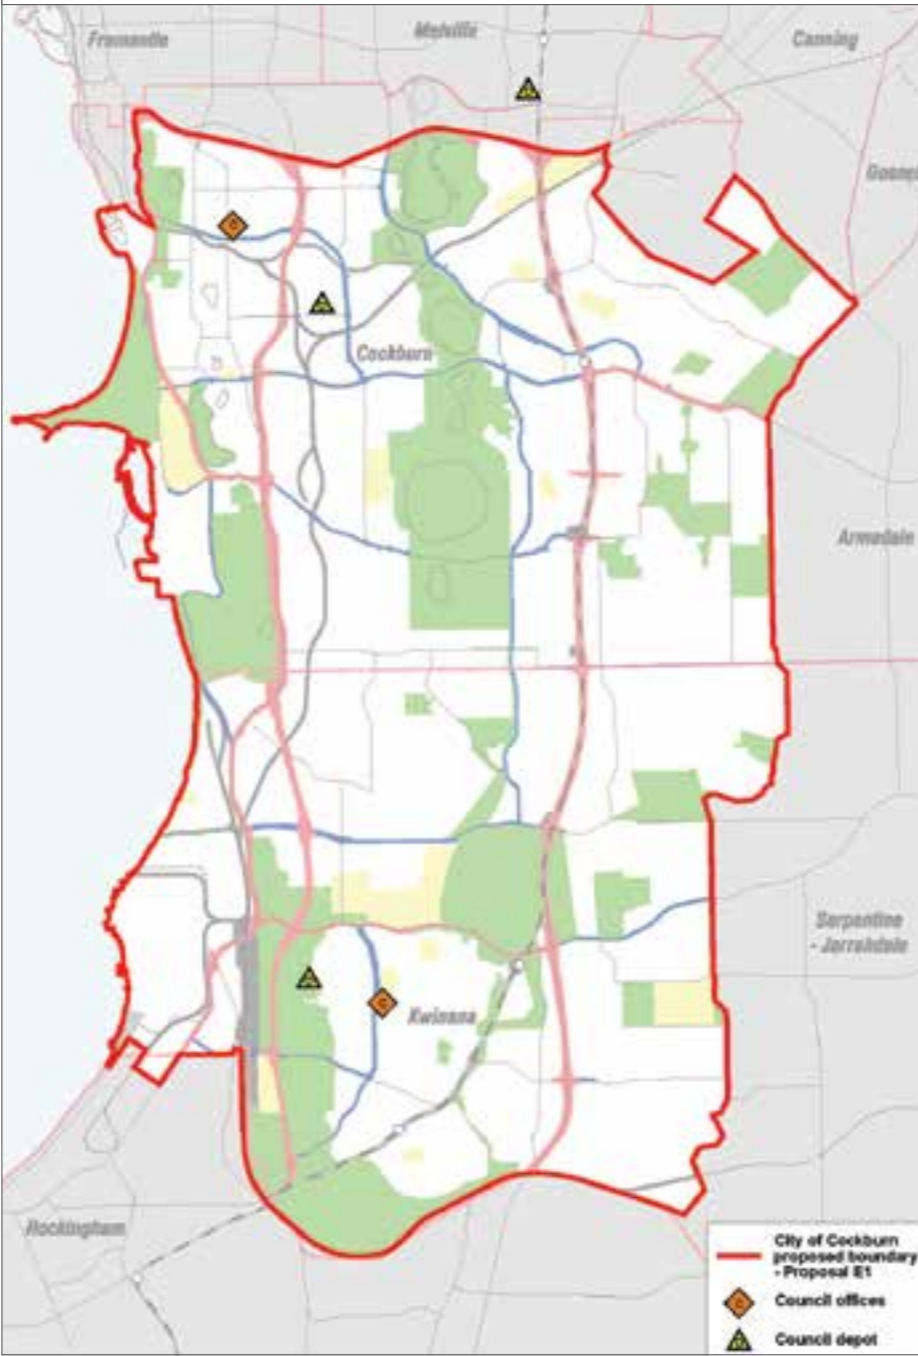 Fremantle
Melville
Canning
Cockburn
Armadale
Serpentine
- Jarrahdale
Kwinana
Rockingham
City of Cockburn
proposed boundary
- Proposal E1
Council offices
Council depot